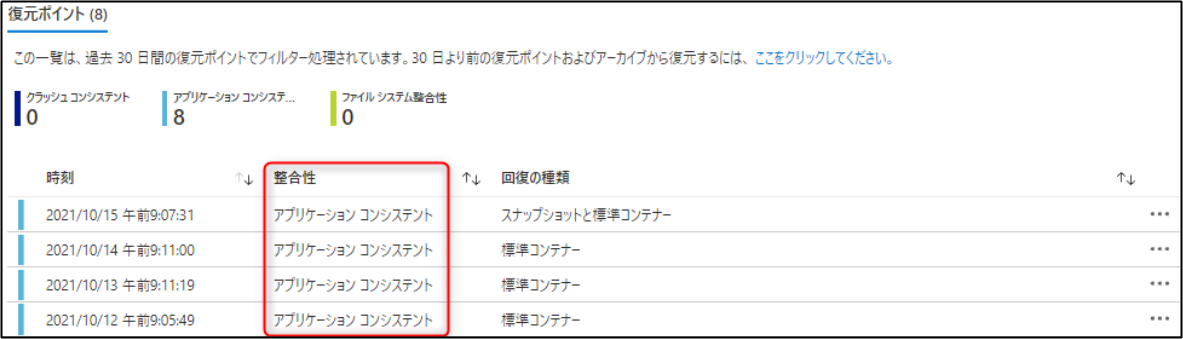 復元ポイント (8)
この一覧は、過去 30 日間の復元ポイントでフィルター処理されています。30 日より前の復元ポイントおよびアーカイブから復元するには、 ここをクリックしてください。
クラッシュ コンシステント アプリケーション コンシステ... ファイル システム整合性
0 8 0
時刻 ↑↓ 整合性 ↑↓ 回復の種類 ↑↓
2021/10/15 午前9:07:31 アプリケーション コンシステント スナップショットと標準コンテナー •••
2021/10/14 午前9:11:00 アプリケーション コンシステント 標準コンテナー •••
2021/10/13 午前9:11:19 アプリケーション コンシステント 標準コンテナー •••
2021/10/12 午前9:05:49 アプリケーション コンシステント 標準コンテナー •••